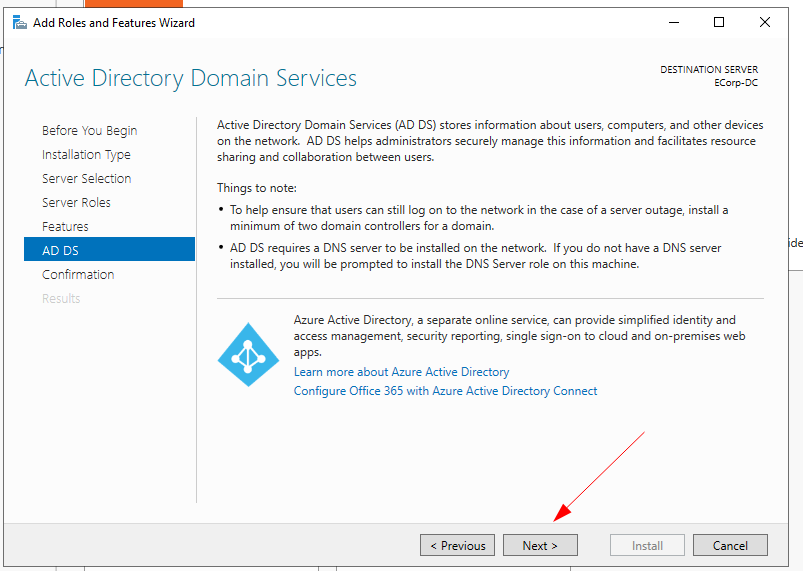 Add Roles and Features Wizard
Active Directory Domain Services
DESTINATION SERVER
ECorp-DC
Before You Begin
Installation Type
Server Selection
Server Roles
Features
AD DS
Confirmation
Results
Active Directory Domain Services (AD DS) stores information about users, computers, and other devices
on the network. AD DS helps administrators securely manage this information and facilitates resource
sharing and collaboration between users.
Things to note:
• To help ensure that users can still log on to the network in the case of a server outage, install a
minimum of two domain controllers for a domain.
• AD DS requires a DNS server to be installed on the network. If you do not have a DNS server
installed, you will be prompted to install the DNS Server role on this machine.
Azure Active Directory, a separate online service, can provide simplified identity and
access management, security reporting, single sign-on to cloud and on-premises web
apps.
Learn more about Azure Active Directory
Configure Office 365 with Azure Active Directory Connect
< Previous
Next >
Install
Cancel